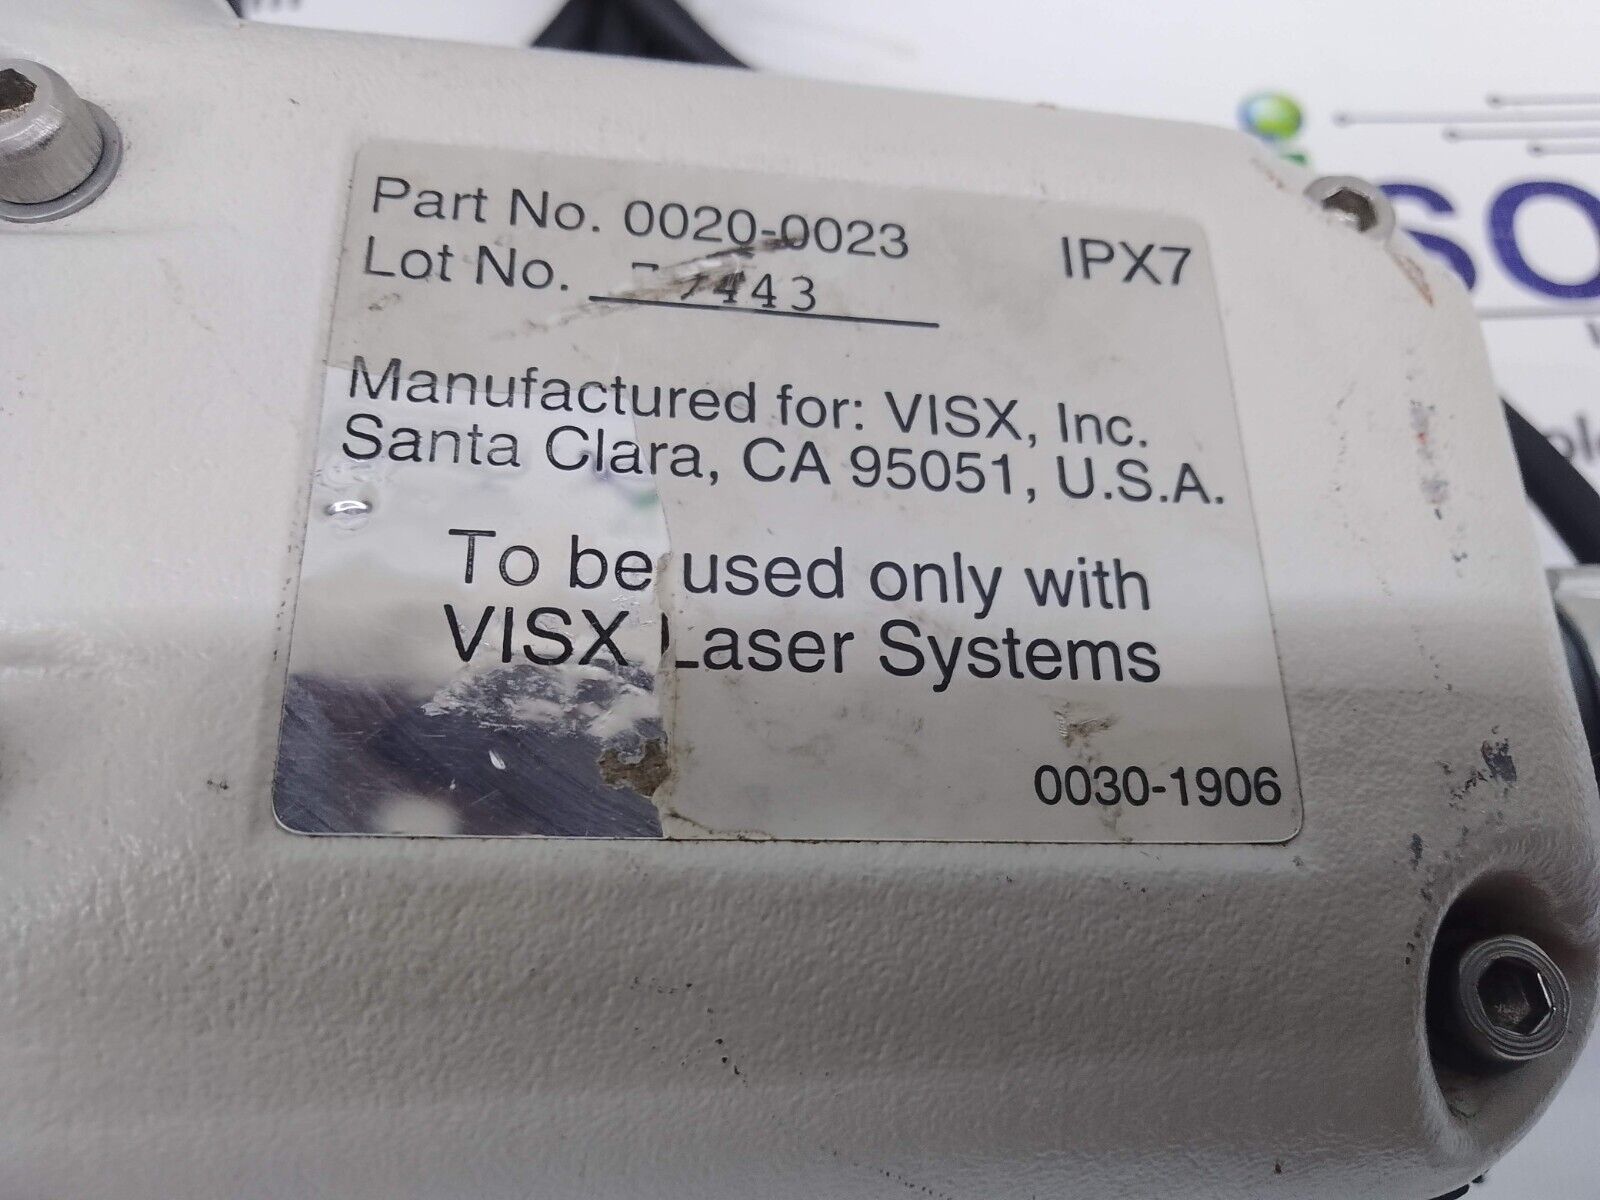 Part No. 0020-0023
IPX7
Lot No.
Manufactured for: VISX, Inc.
Santa Clara, CA 95051, U.S.A.
To be used only with
VISX Laser Systems
0030-1906